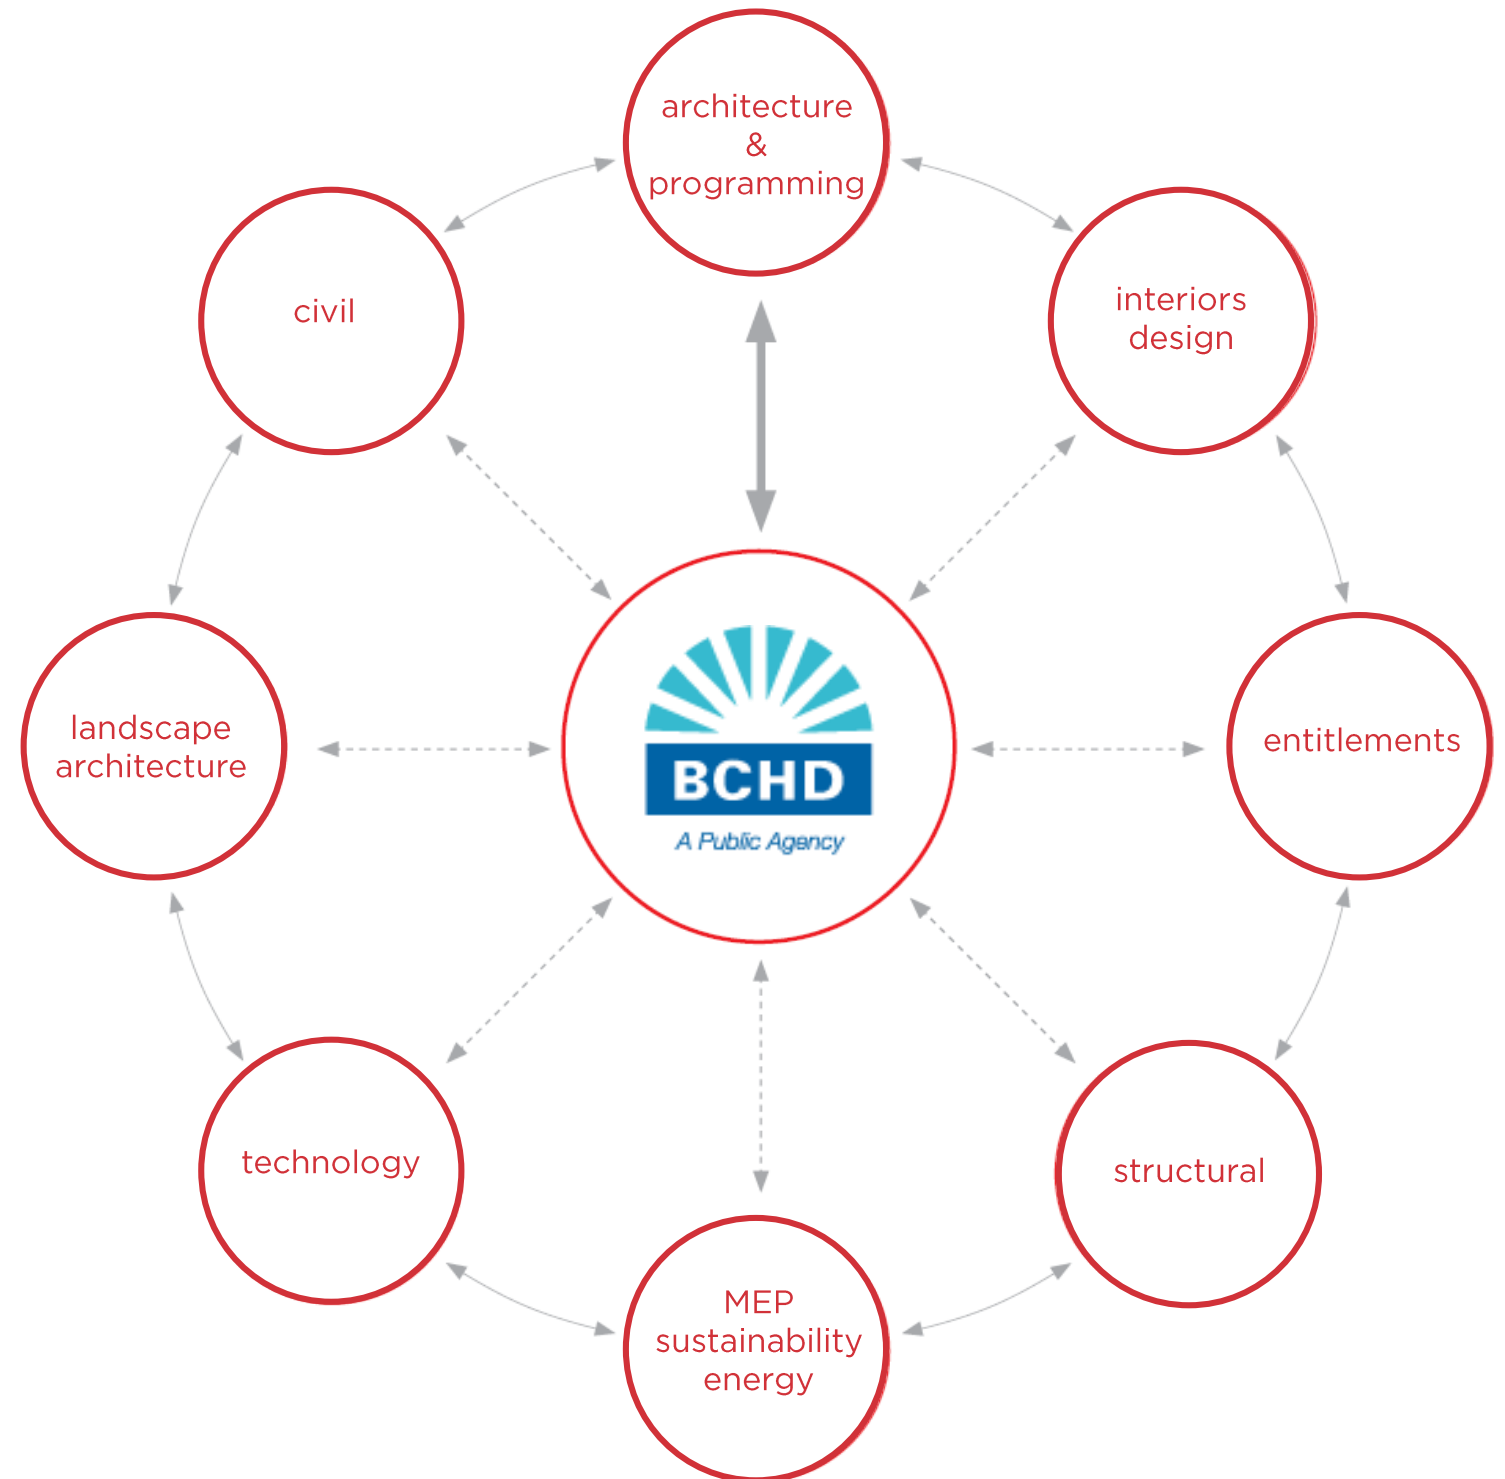 architecture
&
programming
civil
interiors
design
landscape
architecture
BCHD
A Public Agency
entitlements
technology
structural
MEP
sustainability
energy